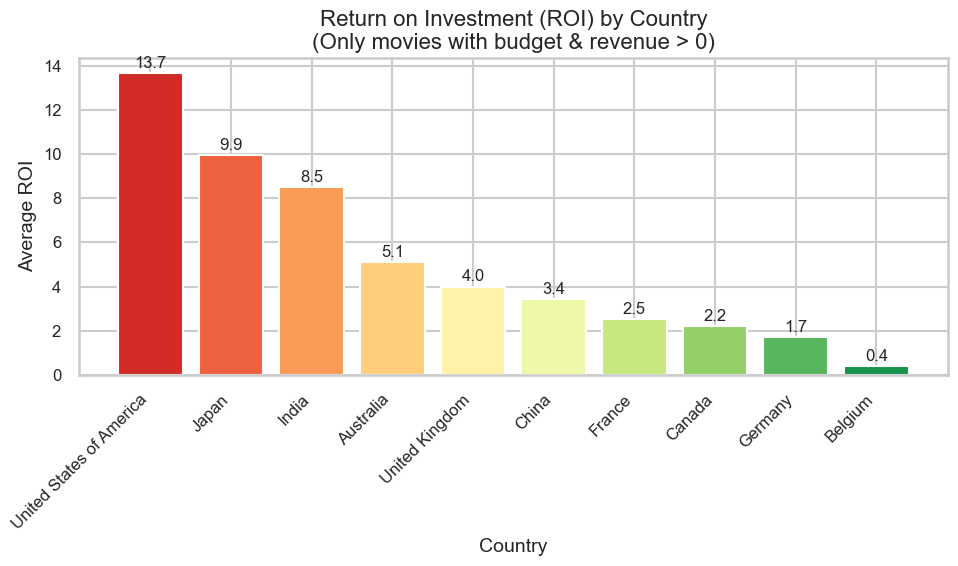 Return on Investment (ROI) by Country
(Only movies with budget & revenue > 0)
Average ROI
14
12
10
8
6
4
2
0
13.7
9.9
8.5
5.1
4.0
3.4
2.5
2.2
1.7
0.4
United States of America
Japan
India
Australia
United Kingdom
China
France
Canada
Germany
Belgium
Country